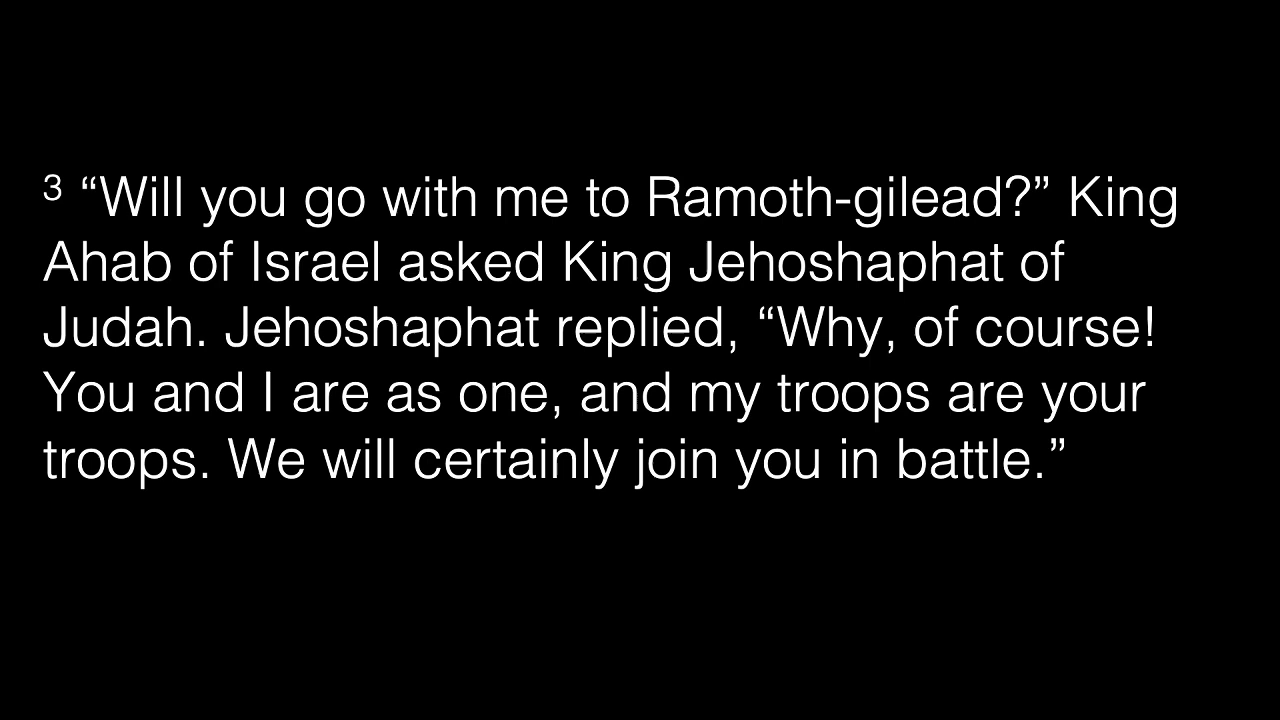 3 “Will you go with me to Ramoth-gilead?” King
Ahab of Israel asked King Jehoshaphat of
Judah. Jehoshaphat replied, “Why, of course!
You and I are as one, and my troops are your
troops. We will certainly join you in battle.”